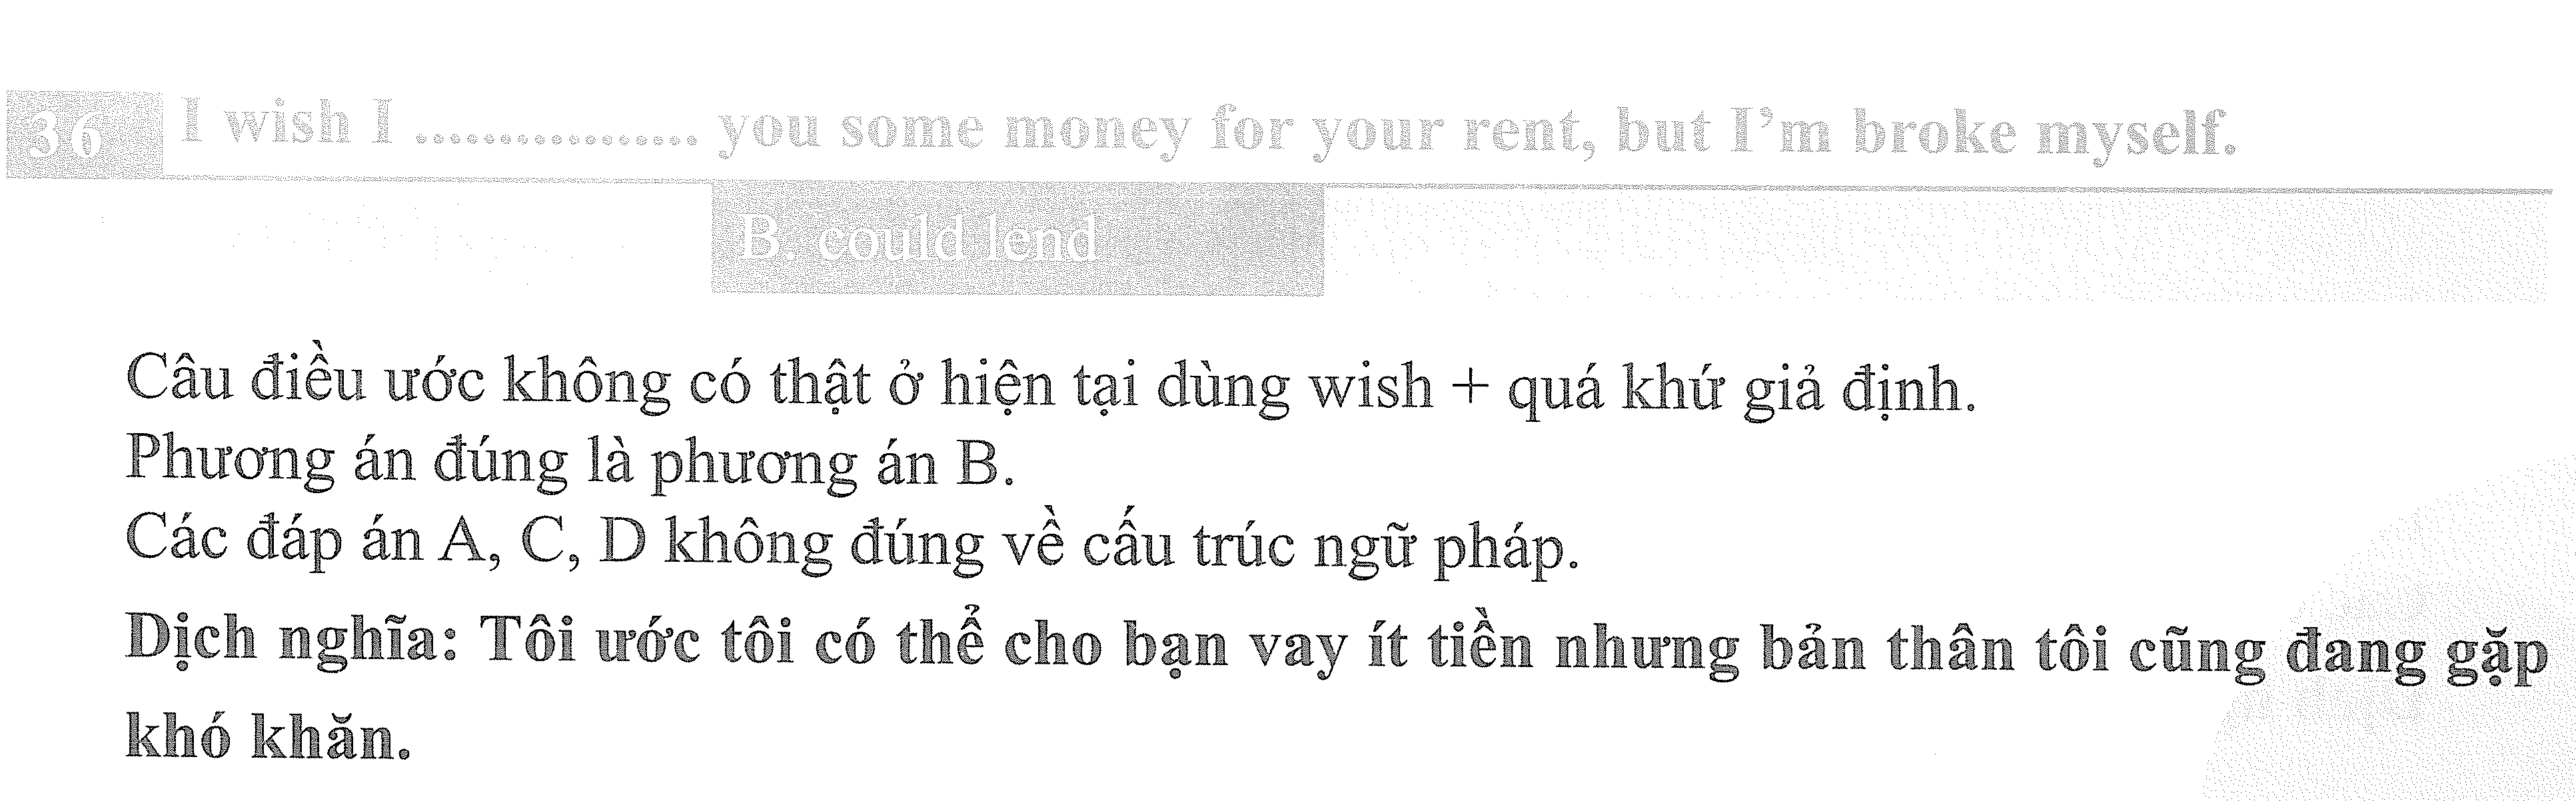 36 I wish I ................. you some money for your rent, but I'm broke myself.
B. could lend
Câu điều ước không có thật ở hiện tại dùng wish + quá khứ giả định.
Phương án đúng là phương án B.
Các đáp án A, C, D không đúng về cấu trúc ngữ pháp.
Dịch nghĩa: Tôi ước tôi có thể cho bạn vay ít tiền nhưng bản thân tôi cũng đang gặp
khó khăn.